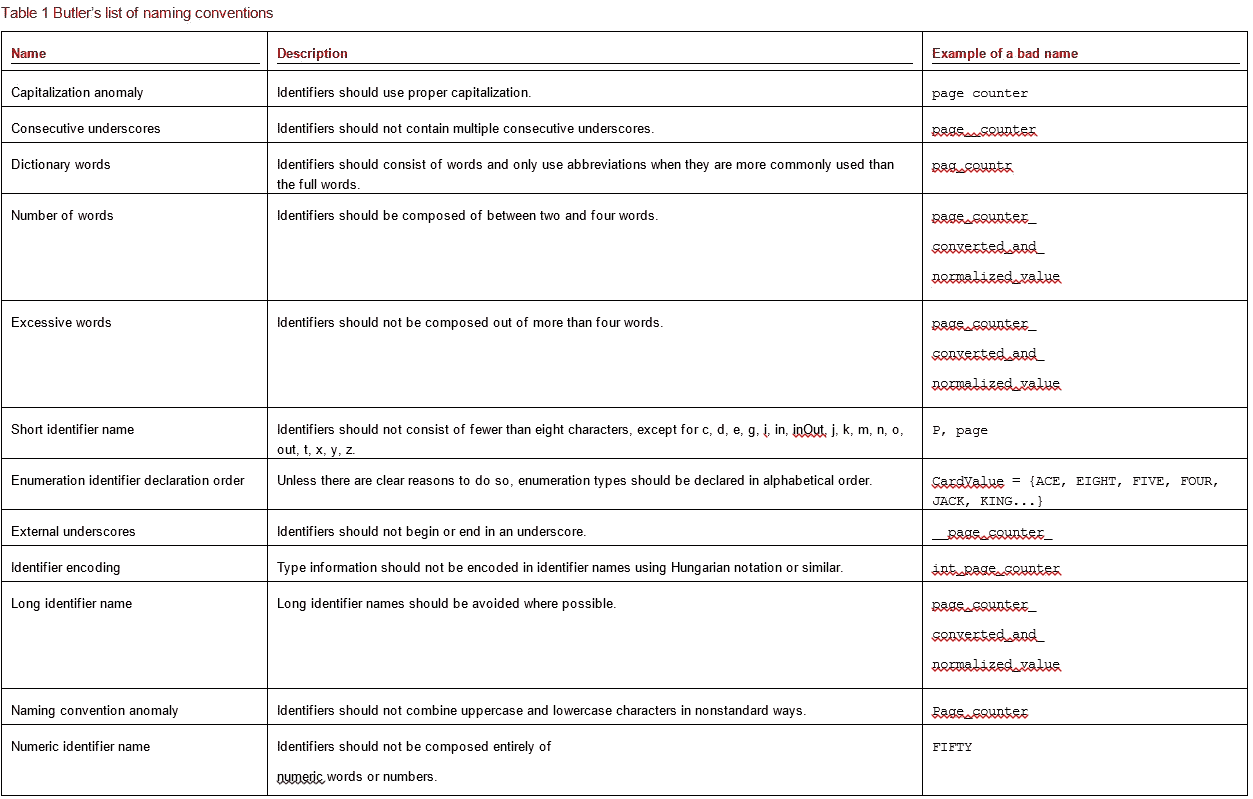 Table 1 Butler's list of naming conventions
Name Description Example of a bad name
Capitalization anomaly Identifiers should use proper capitalization. page counter
Consecutive underscores Identifiers should not contain multiple consecutive underscores. page__counter
Dictionary words Identifiers should consist of words and only use abbreviations when they are more commonly used than pag_countr
the full words.
Number of words Identifiers should be composed of between two and four words. page_counter_
converted_and_
normalized_value
Excessive words Identifiers should not be composed out of more than four words. page_counter_
converted_and_
normalized_value
Short identifier name Identifiers should not consist of fewer than eight characters, except for c, d, e, g, i, in, inOut, j, k, m, n, o, P, page
out, t, x, y, z.
Enumeration identifier declaration order Unless there are clear reasons to do so, enumeration types should be declared in alphabetical order. CardValue = {ACE, EIGHT, FIVE, FOUR,
JACK, KING...}
External underscores Identifiers should not begin or end in an underscore. __page_counter_
Identifier encoding Type information should not be encoded in identifier names using Hungarian notation or similar. int_page_counter
Long identifier name Long identifier names should be avoided where possible. page_counter_
converted_and_
normalized_value
Naming convention anomaly Identifiers should not combine uppercase and lowercase characters in nonstandard ways. Page_counter
Numeric identifier name Identifiers should not be composed entirely of FIFTY
numeric words or numbers.